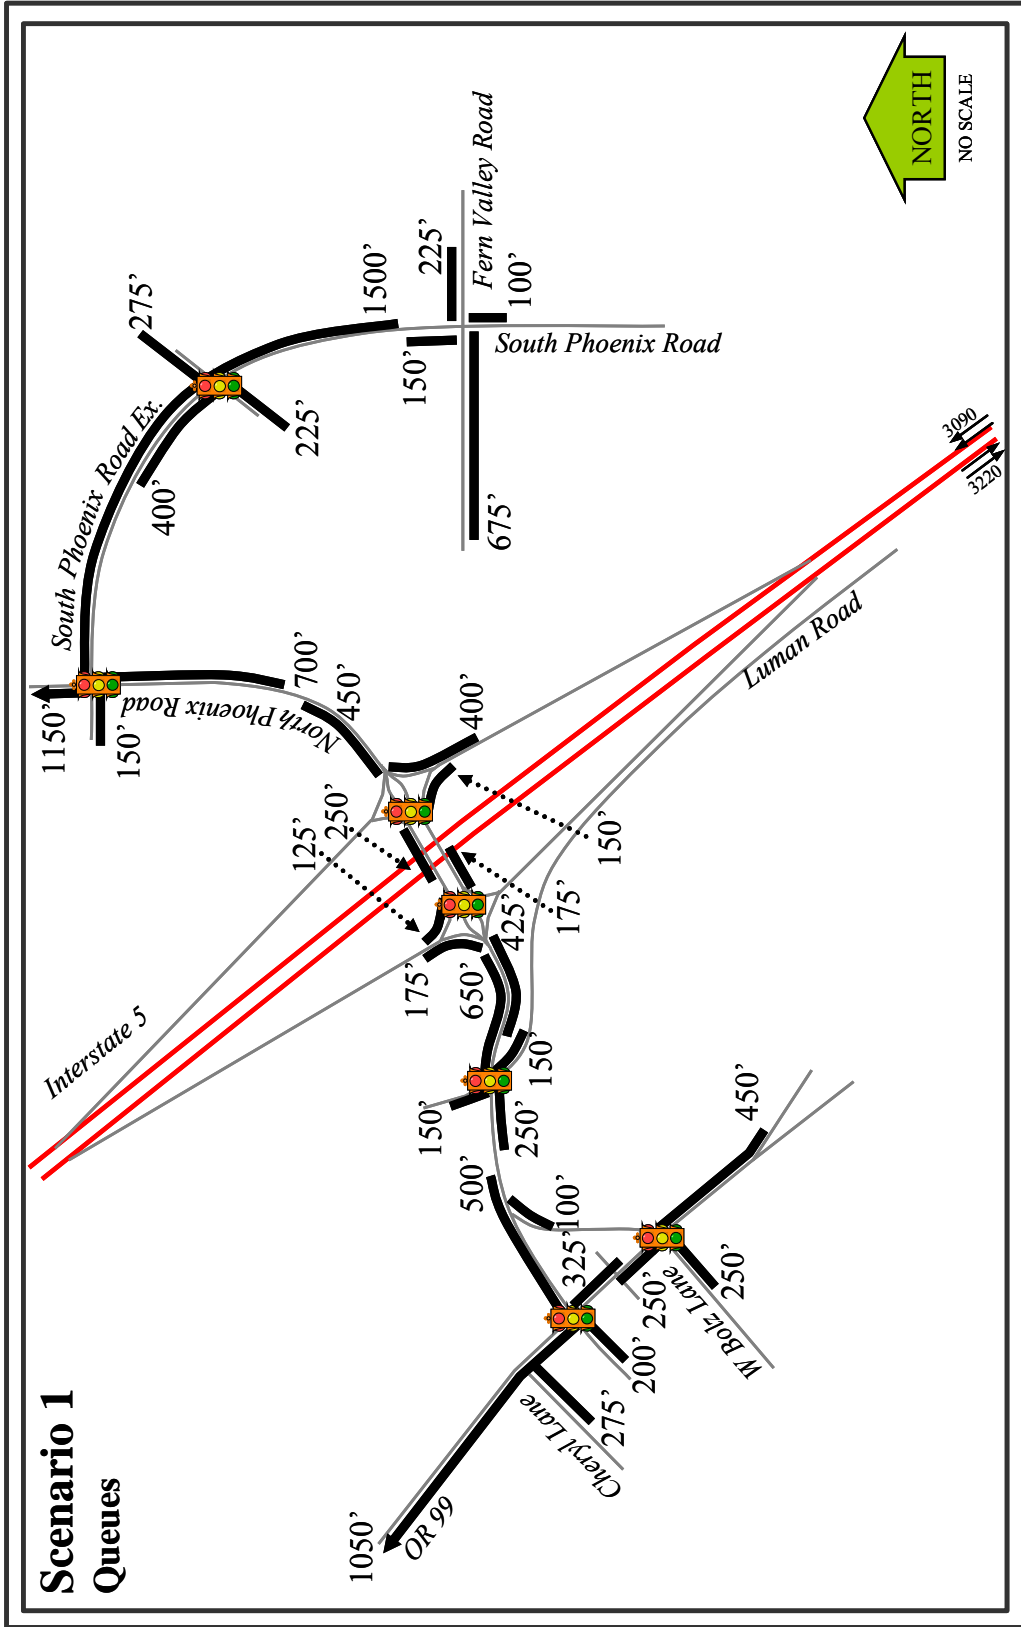 Scenario 1
Queues
NORTH
NO SCALE
Fern Valley Road
225’
100’
South Phoenix Road
150’
675’
1500’
275’
225’
400’
South Phoenix Road Ex.
1150’
150’
North Phoenix Road
700’
450’
400’
150’
250’
125’
175’
175’
425’
650’
Interstate 5
3090
3220
Luman Road
150’
150’
250’
500’
100’
325’
250’
450’
250’
W Bolz Lane
200’
275’
Cheryl Lane
1050’
OR 99